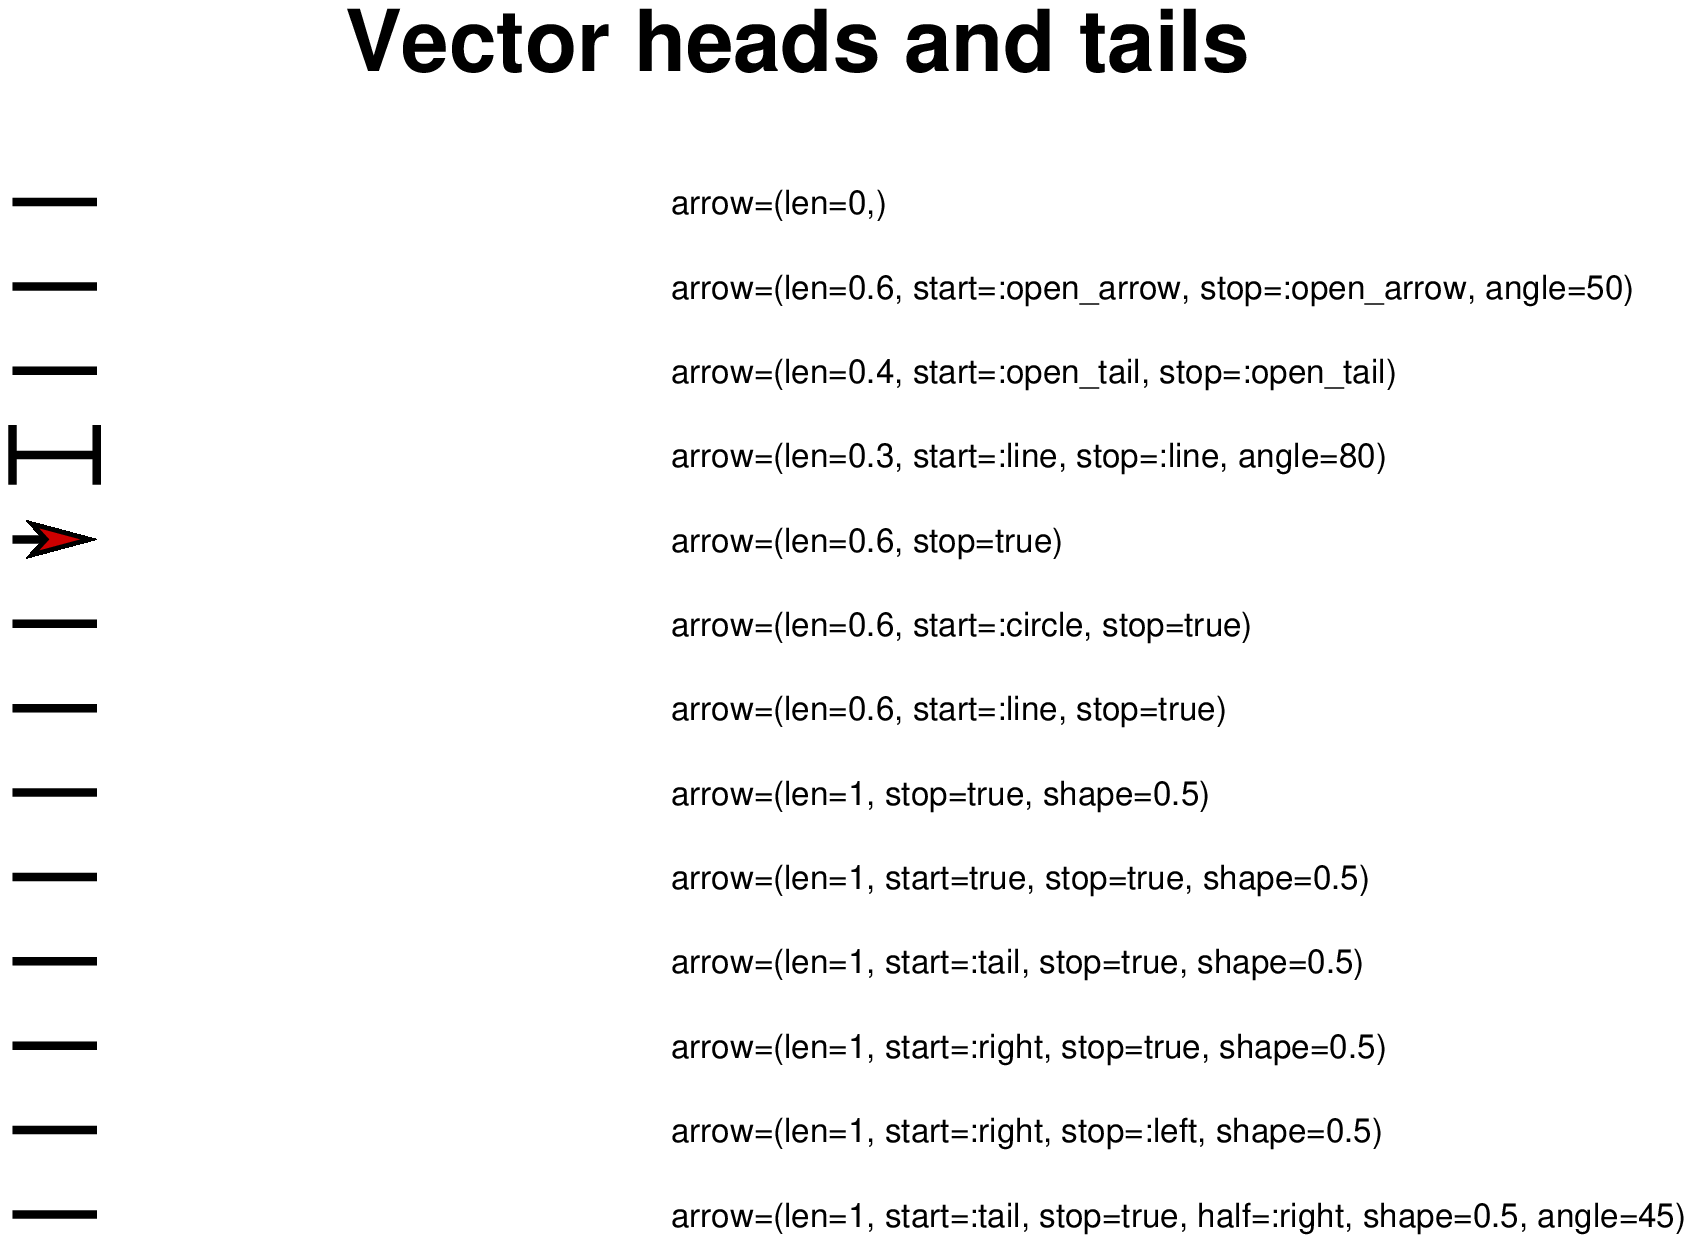 Vector heads and tails
arrow=(len=0,)
arrow=(len=0.6, start=:open_arrow, stop=:open_arrow, angle=50)
arrow=(len=0.4, start=:open_tail, stop=:open_tail)
arrow=(len=0.3, start=:line, stop=:line, angle=80)
arrow=(len=0.6, stop=true)
arrow=(len=0.6, start=:circle, stop=true)
arrow=(len=0.6, start=:line, stop=true)
arrow=(len=1, stop=true, shape=0.5)
arrow=(len=1, start=true, stop=true, shape=0.5)
arrow=(len=1, start=:tail, stop=true, shape=0.5)
arrow=(len=1, start=:right, stop=true, shape=0.5)
arrow=(len=1, start=:right, stop=:left, shape=0.5)
arrow=(len=1, start=:tail, stop=true, half=:right, shape=0.5, angle=45)